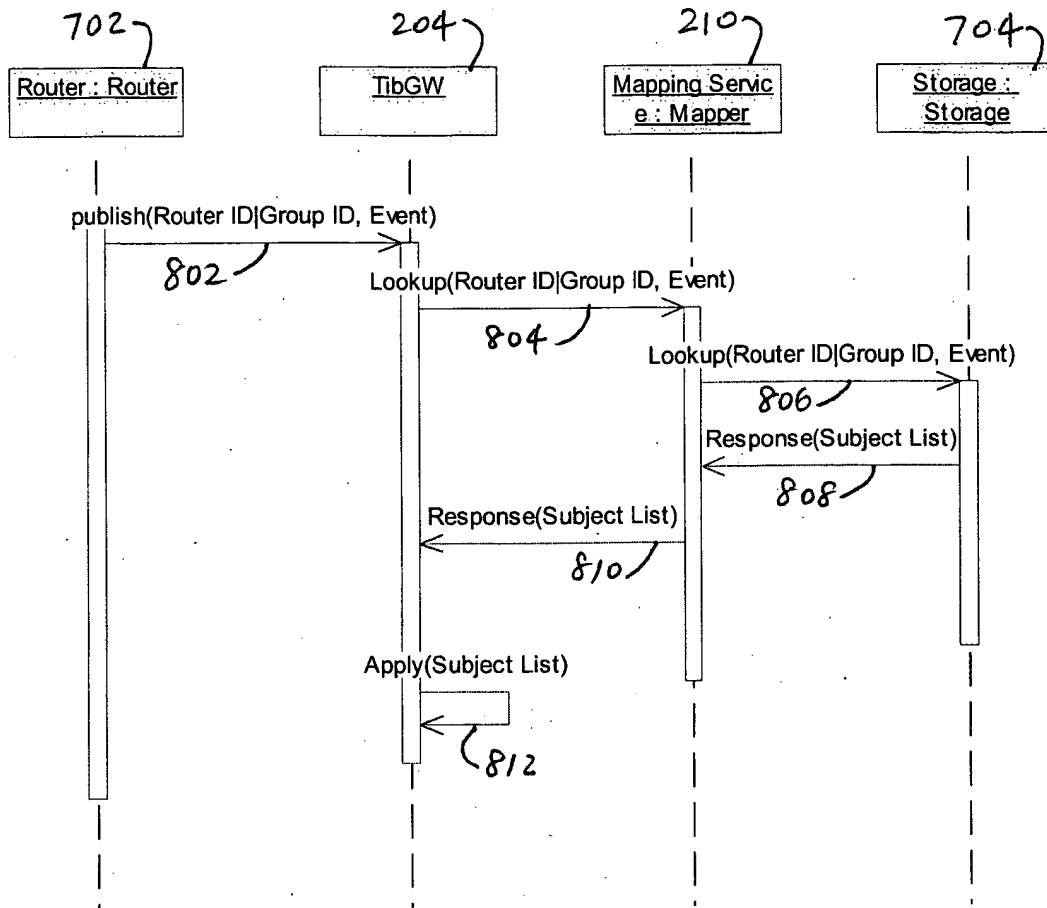 702
204
210
704
Router : Router
TibGW
Mapping Servic
e : Mapper
Storage :
Storage
publish(Router ID|Group ID, Event)
802
Lookup(Router ID|Group ID, Event)
804
Lookup(Router ID|Group ID, Event)
806
Response(Subject List)
808
Response(Subject List)
810
Apply(Subject List)
812